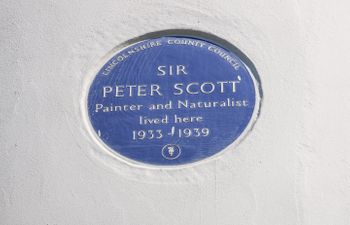 LINCOLNSHIRE COUNTY COUNCIL
SIR
PETER SCOTT
Painter and Naturalist
lived here
1933 - 1939